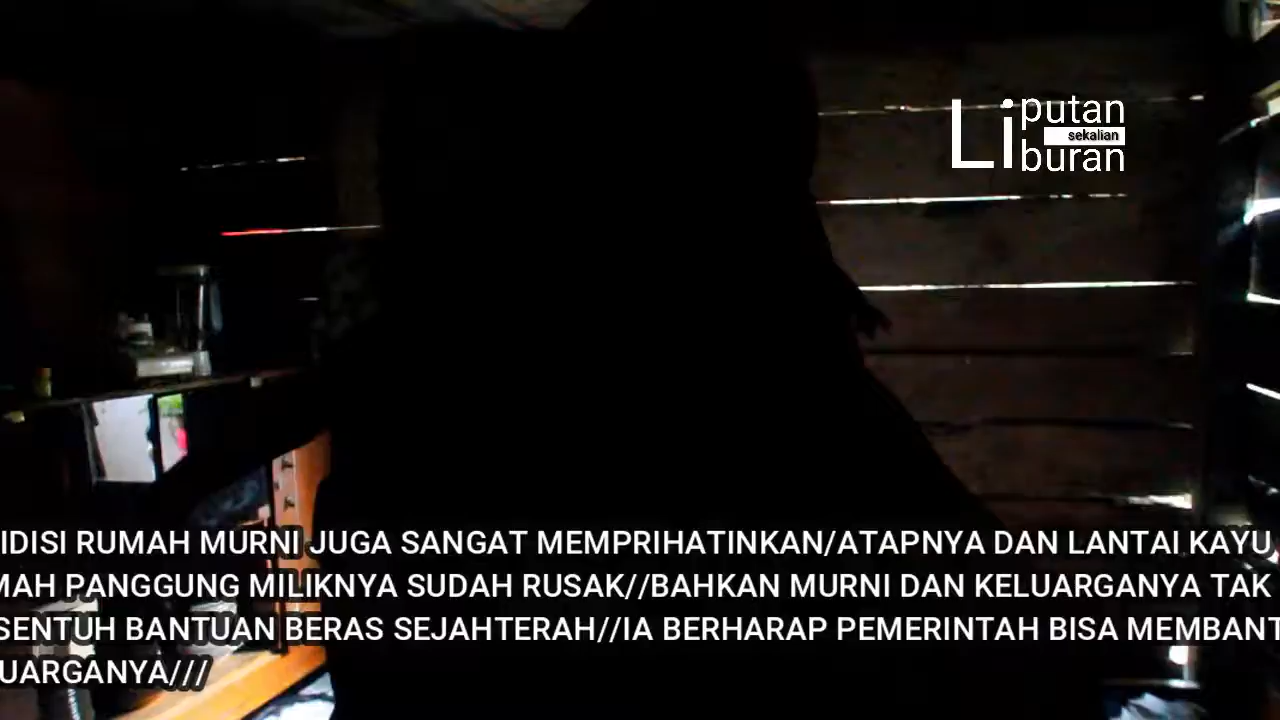 Liputan
sekalian
Liburan
IDISI RUMAH MURNI JUGA SANGAT MEMPRIHATINKAN/ATAPNYA DAN LANTAI KAYU
MAH PANGGUNG MILIKNYA SUDAH RUSAK//BAHKAN MURNI DAN KELUARGANYA TAK
SENTUH BANTUAN BERAS SEJAHTERAH//IA BERHARAP PEMERINTAH BISA MEMBANT
UARGANYA///